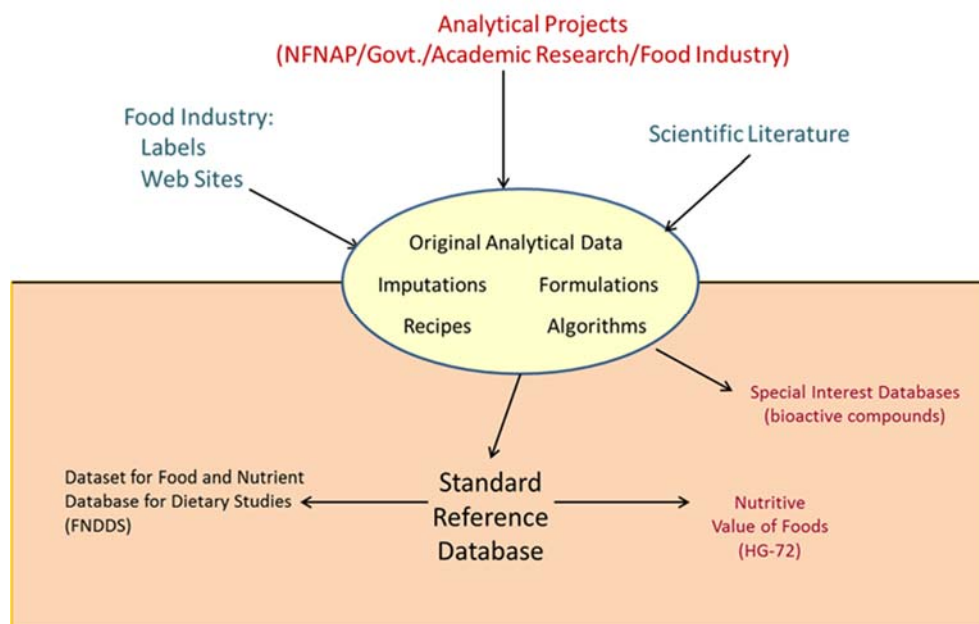 Analytical Projects
(NFNAP/Govt./Academic Research/Food Industry)
Food Industry:
Labels
Web Sites
Scientific Literature
Original Analytical Data
Imputations Formulations
Recipes Algorithms
Special Interest Databases
(bioactive compounds)
Dataset for Food and Nutrient
Database for Dietary Studies
(FNDDS)
Standard
Reference
Database
Nutritive
Value of Foods
(HG-72)